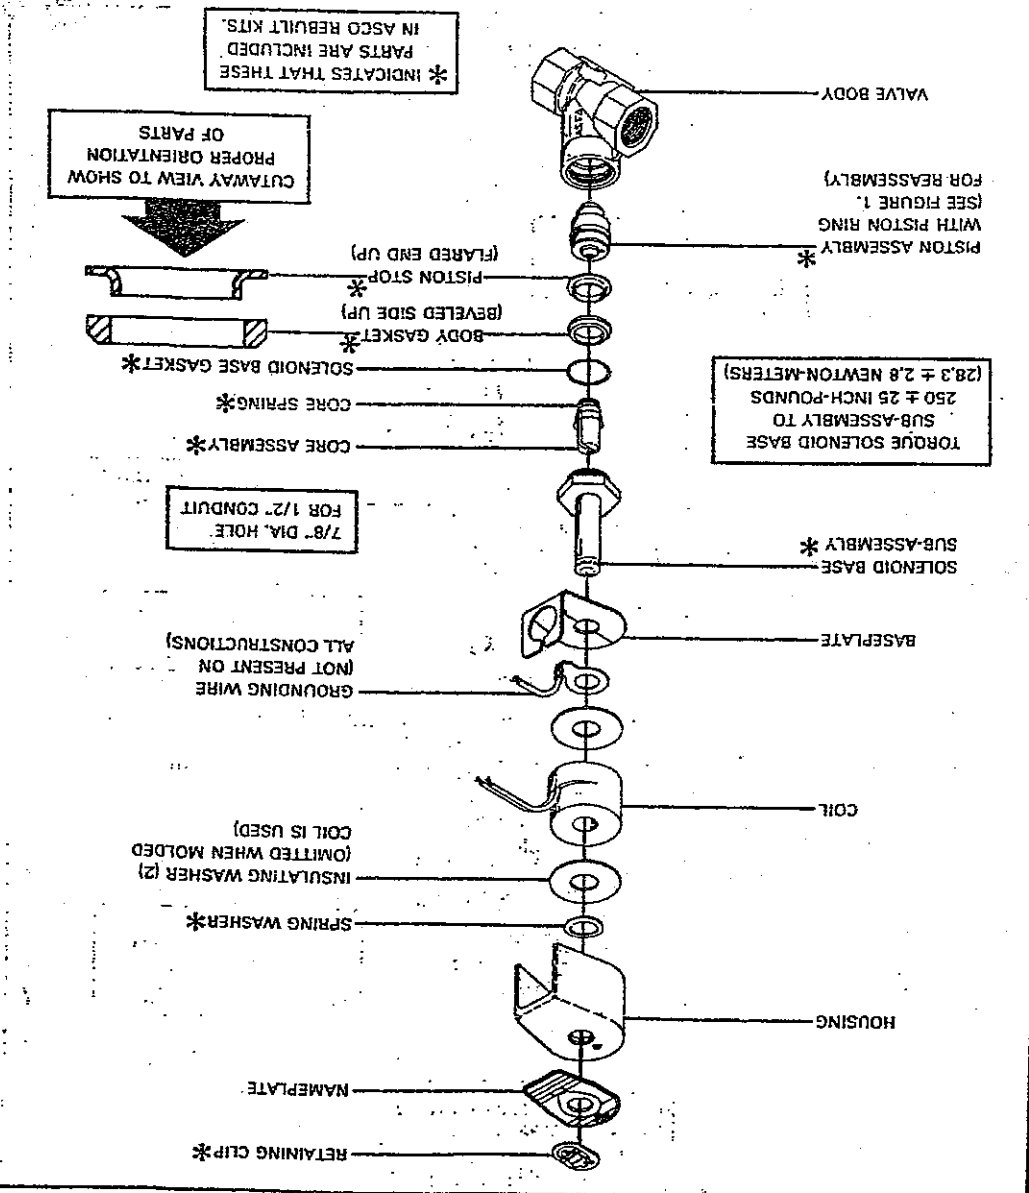 RETAINING CLIP*
NAMEPLATE
HOUSING
SPRING WASHER*
INSULATING WASHER (2)
(OMITTED WHEN MOLDED
COIL IS USED)
COIL
GROUNDING WIRE
(NOT PRESENT ON
ALL CONSTRUCTIONS)
BASEPLATE
SOLENOID BASE
SUB-ASSEMBLY *
7/8" DIA. HOLE
FOR 1/2" CONDUIT
TORQUE SOLENOID BASE
SUB-ASSEMBLY TO
250 ± 25 INCH-POUNDS
(28,3 ± 2,8 NEWTON-METERS)
CORE ASSEMBLY*
CORE SPRING*
SOLENOID BASE GASKET*
BODY GASKET*
(BEVELED SIDE UP)
PISTON STOP*
(FLARED END UP)
PISTON ASSEMBLY*
WITH PISTON RING
(SEE FIGURE 1.
FOR REASSEMBLY)
CUTAWAY VIEW TO SHOW
PROPER ORIENTATION
OF PARTS
VALVE BODY
* INDICATES THAT THESE
PARTS ARE INCLUDED
IN ASCO REBUILT KITS.